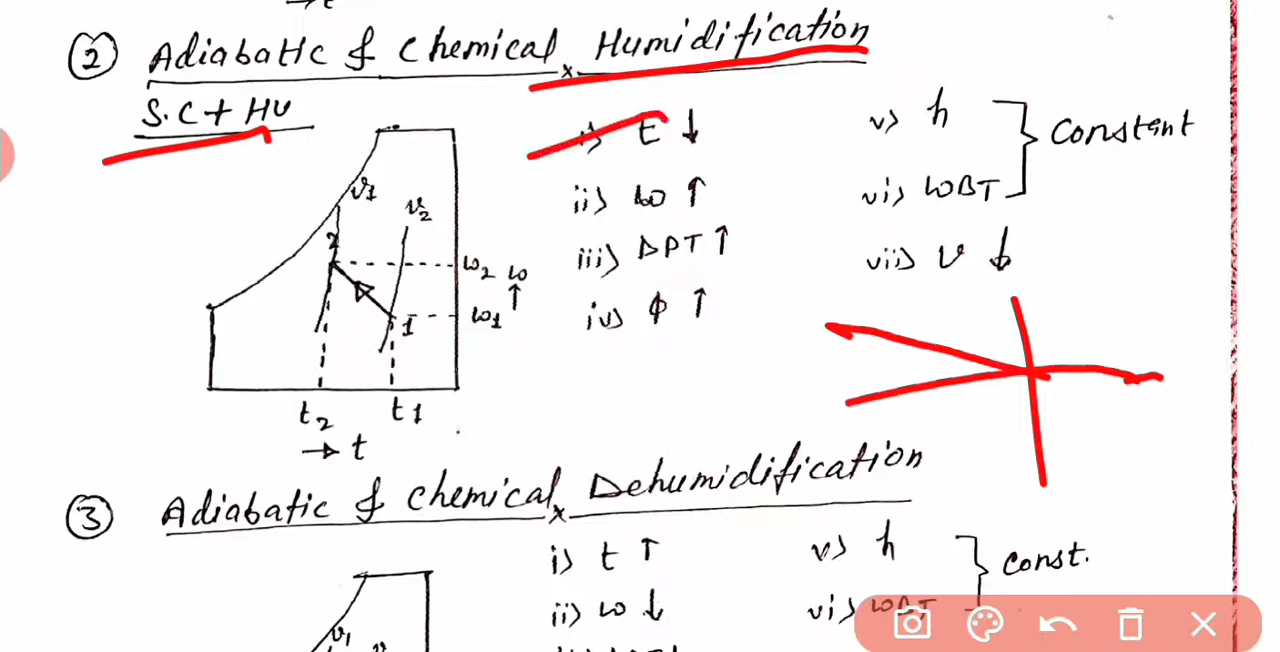 → t
② Adiabatic & Chemical Humidification
S.C + HU
i) t ↓
ii) ω ↑
iii) DPT ↑
iv) φ ↑
v) h
vi) WBT
} Constant
vii) v ↓
v1
v2
2
1
ω2
ω1
ω
↑
t2
t1
→ t
③ Adiabatic & Chemical Dehumidification
i) t ↑
ii) ω ↓
v) h
vi) WBT
} Const.
v1